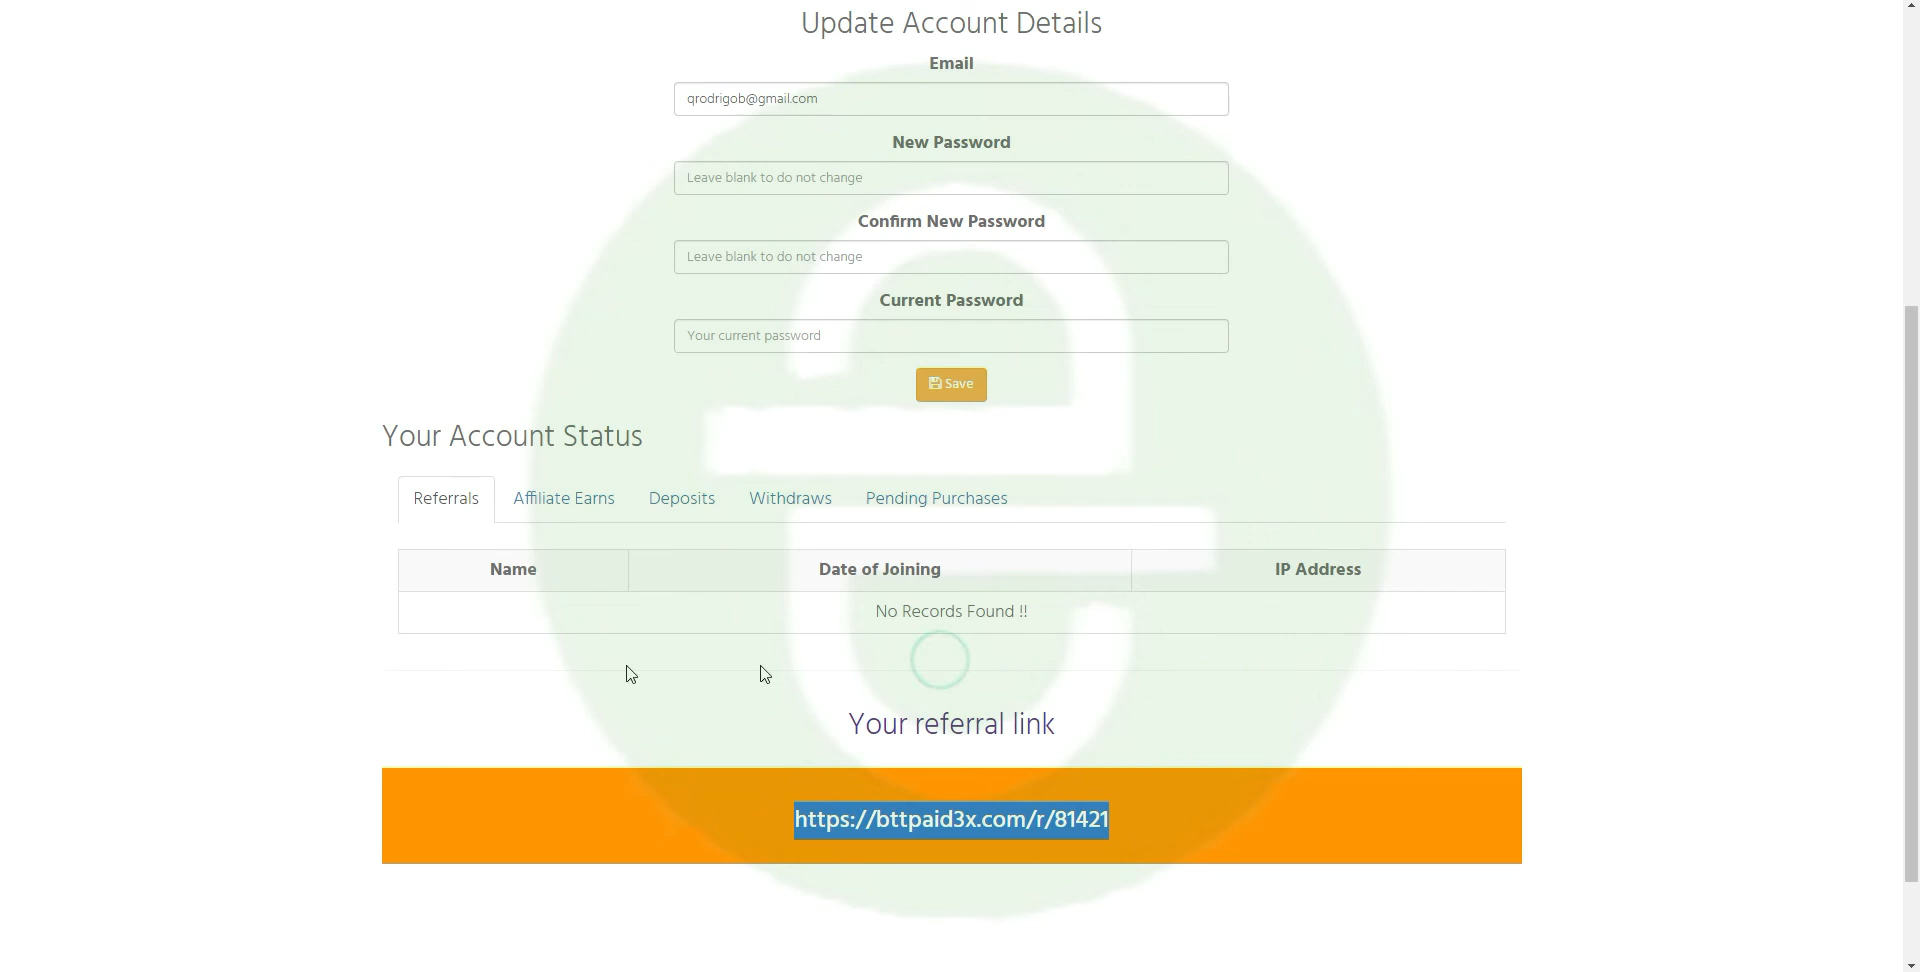 Update Account Details
Email
qrodrigob@gmail.com
New Password
Leave blank to do not change
Confirm New Password
Leave blank to do not change
Current Password
Your current password
Save
Your Account Status
Referrals Affiliate Earns Deposits Withdraws Pending Purchases
Name Date of Joining IP Address
No Records Found !!
Your referral link
https://bttpaid3x.com/r/81421